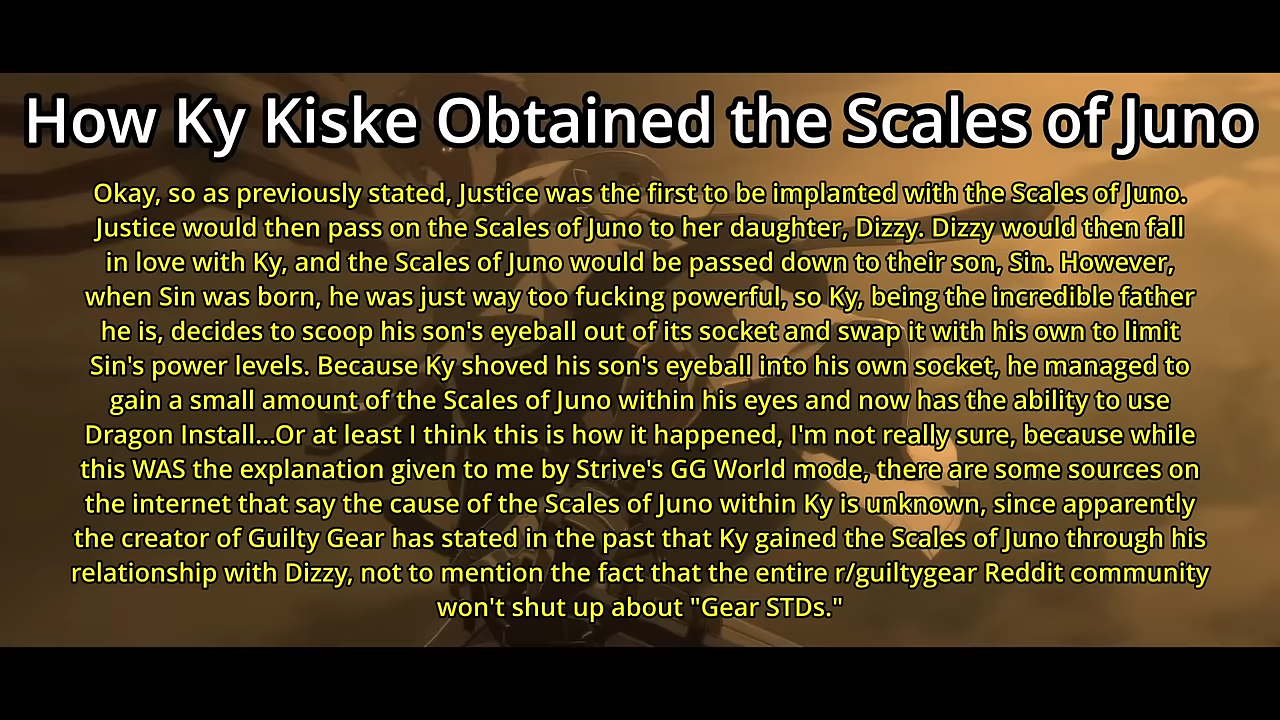 How Ky Kiske Obtained the Scales of Juno
Okay, so as previously stated, Justice was the first to be implanted with the Scales of Juno.
Justice would then pass on the Scales of Juno to her daughter, Dizzy. Dizzy would then fall
in love with Ky, and the Scales of Juno would be passed down to their son, Sin. However,
when Sin was born, he was just way too fucking powerful, so Ky, being the incredible father
he is, decides to scoop his son's eyeball out of its socket and swap it with his own to limit
Sin's power levels. Because Ky shoved his son's eyeball into his own socket, he managed to
gain a small amount of the Scales of Juno within his eyes and now has the ability to use
Dragon Install...Or at least I think this is how it happened, I'm not really sure, because while
this WAS the explanation given to me by Strive's GG World mode, there are some sources on
the internet that say the cause of the Scales of Juno within Ky is unknown, since apparently
the creator of Guilty Gear has stated in the past that Ky gained the Scales of Juno through his
relationship with Dizzy, not to mention the fact that the entire r/guiltygear Reddit community
won't shut up about "Gear STDs."